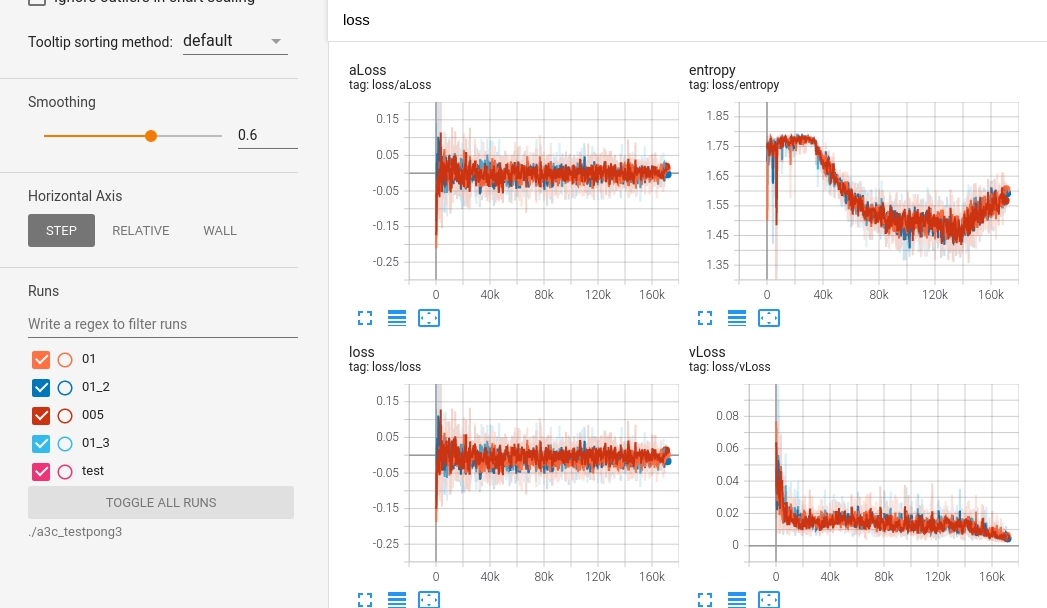 Ignore outliers in chart scaling
Tooltip sorting method: default
Smoothing
0.6
Horizontal Axis
STEP RELATIVE WALL
Runs
Write a regex to filter runs
01
01_2
005
01_3
test
TOGGLE ALL RUNS
./a3c_testpong3
loss
aLoss
tag: loss/aLoss
0.15
0.05
-0.05
-0.15
-0.25
0 40k 80k 120k 160k
entropy
tag: loss/entropy
1.85
1.75
1.65
1.55
1.45
1.35
0 40k 80k 120k 160k
loss
tag: loss/loss
0.15
0.05
-0.05
-0.15
-0.25
0 40k 80k 120k 160k
vLoss
tag: loss/vLoss
0.08
0.06
0.04
0.02
0
0 40k 80k 120k 160k